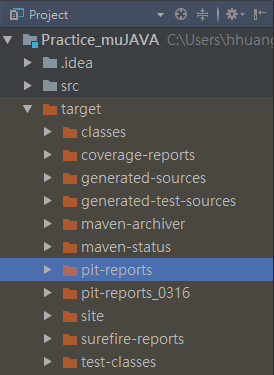 Project
Practice_muJAVA C:\Users\hhuang
.idea
src
target
classes
coverage-reports
generated-sources
generated-test-sources
maven-archiver
maven-status
pit-reports
pit-reports_0316
site
surefire-reports
test-classes